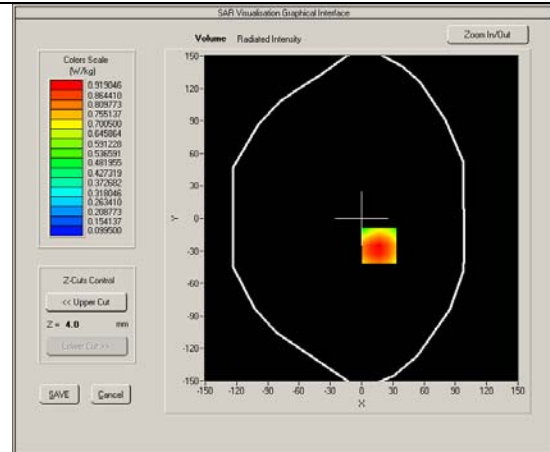 SAR Visualisation Graphical Interface
Volume Radiated Intensity
Zoom In/Out
Colors Scale
(W/kg)
0.919046
0.864410
0.809773
0.755137
0.700500
0.645864
0.591228
0.536591
0.481955
0.427319
0.372682
0.318046
0.263410
0.208773
0.154137
0.099500
150
120
90
60
30
0
-30
-60
-90
-120
-150
Y
-150 -120 -90 -60 -30 0 30 60 90 120 150
X
Z-Cuts Control
<< Upper Cut
Z = 4.0 mm
Lower Cut >>
SAVE Cancel